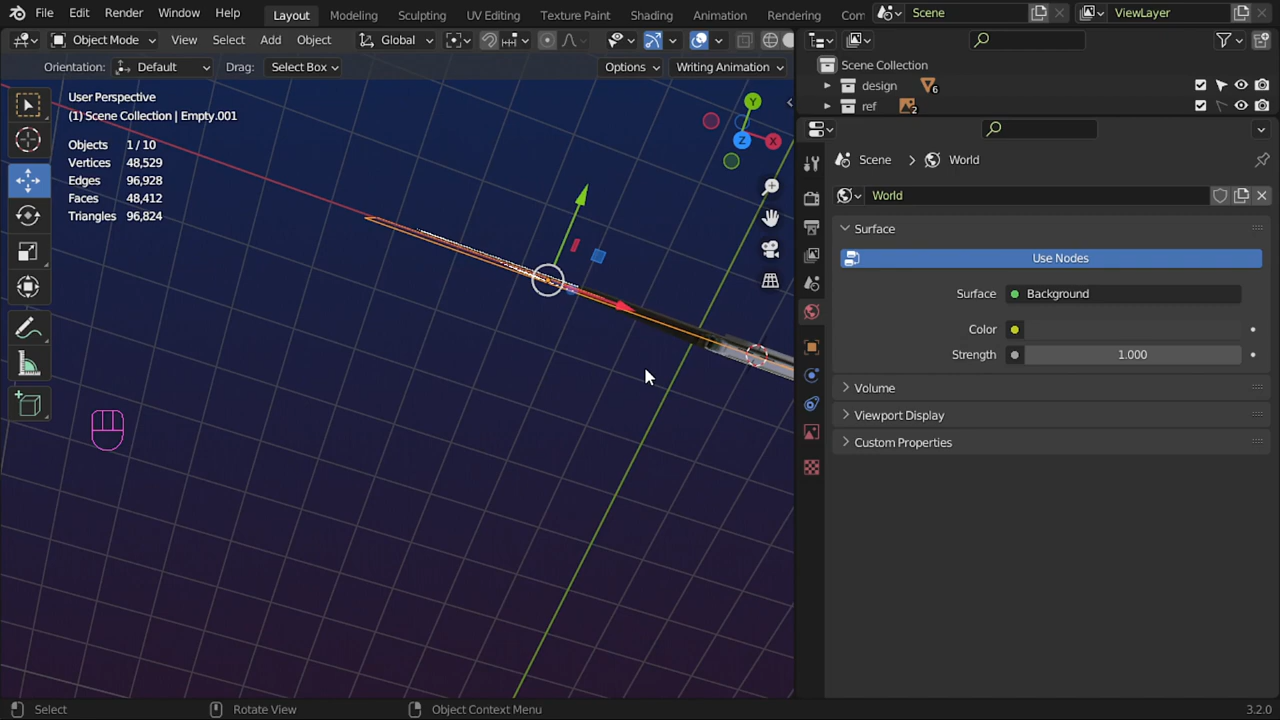 File Edit Render Window Help Layout Modeling Sculpting UV Editing Texture Paint Shading Animation Rendering Com Scene ViewLayer
Object Mode View Select Add Object Global
Orientation: Default Drag: Select Box Options Writing Animation
Scene Collection
design 6
ref 2
User Perspective
(1) Scene Collection | Empty.001
Objects 1 / 10
Vertices 48,529
Edges 96,928
Faces 48,412
Triangles 96,824
Y
Z
X
Scene > World
World
Surface
Use Nodes
Surface Background
Color
Strength 1.000
Volume
Viewport Display
Custom Properties
Select Rotate View Object Context Menu 3.2.0